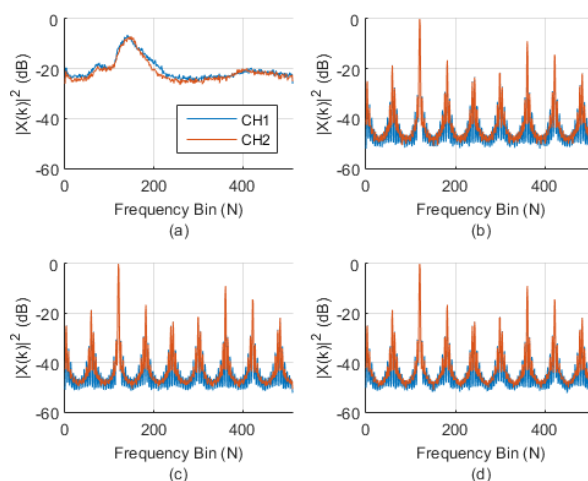 0
-20
-40
-60
|X(k)|² (dB)
CH1
CH2
0 200 400
Frequency Bin (N)
(a)
0
-20
-40
-60
|X(k)|² (dB)
0 200 400
Frequency Bin (N)
(b)
0
-20
-40
-60
|X(k)|² (dB)
0 200 400
Frequency Bin (N)
(c)
0
-20
-40
-60
|X(k)|² (dB)
0 200 400
Frequency Bin (N)
(d)